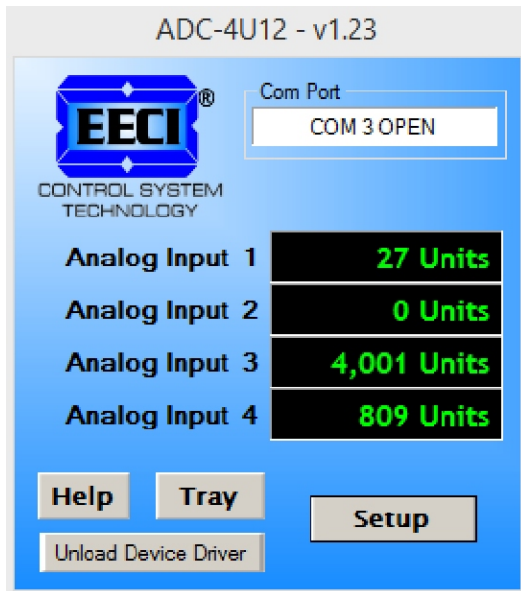 ADC-4U12 - v1.23
EECI®
CONTROL SYSTEM
TECHNOLOGY
Com Port
COM 3 OPEN
Analog Input 1 27 Units
Analog Input 2 0 Units
Analog Input 3 4,001 Units
Analog Input 4 809 Units
Help Tray Setup
Unload Device Driver